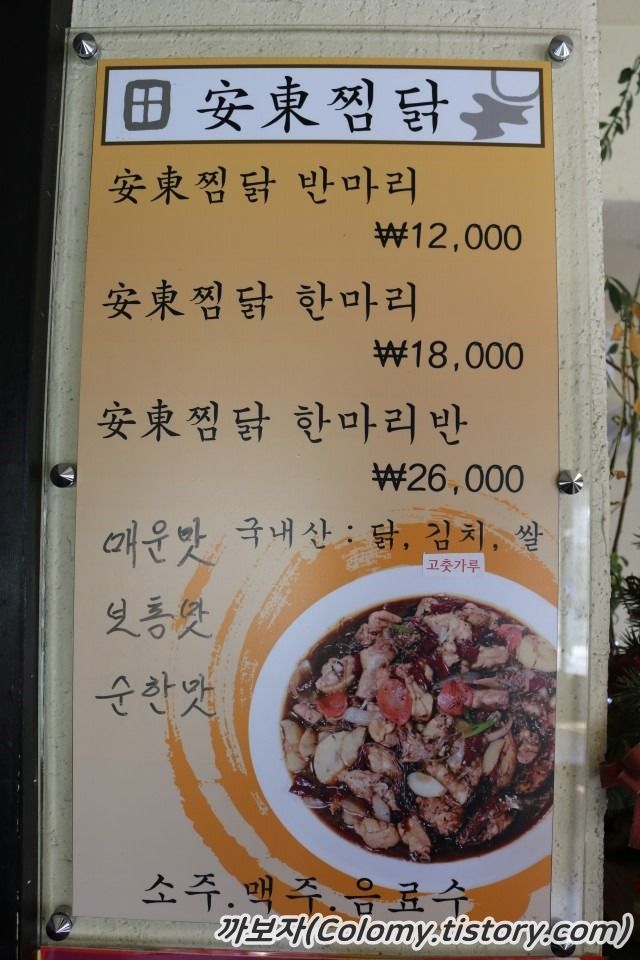 安東찜닭
安東찜닭 반마리
₩12,000
安東찜닭 한마리
₩18,000
安東찜닭 한마리반
₩26,000
매운맛 국내산 : 닭, 김치, 쌀
고춧가루
보통맛
순한맛
소주.맥주.음료수
까보자(Colomy.tistory.com)